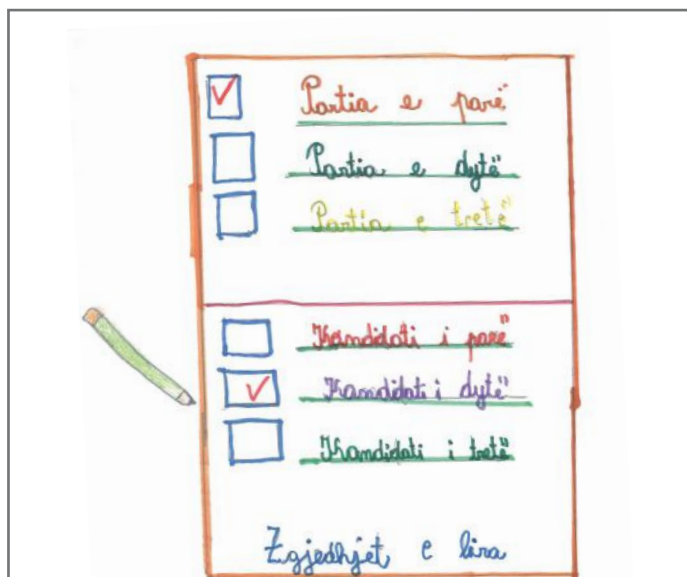 Partia e parë
Partia e dytë
Partia e tretë
Kandidati i parë
Kandidati i dytë
Kandidati i tretë
Zgjedhjet e lira